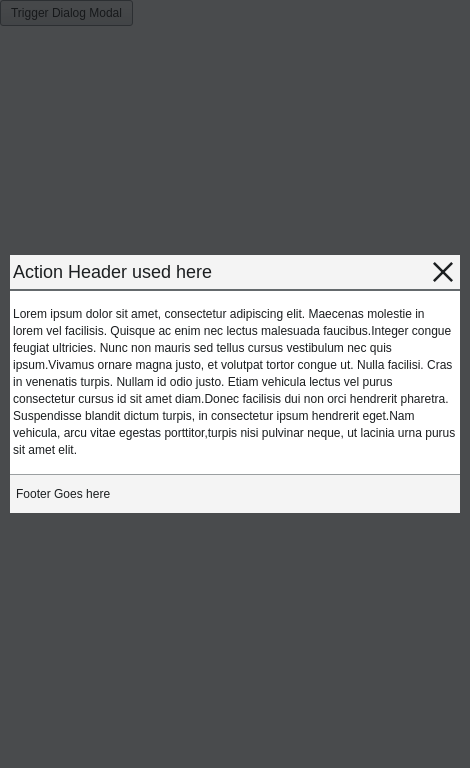 Trigger Dialog Modal
Action Header used here
Lorem ipsum dolor sit amet, consectetur adipiscing elit. Maecenas molestie in
lorem vel facilisis. Quisque ac enim nec lectus malesuada faucibus.Integer congue
feugiat ultricies. Nunc non mauris sed tellus cursus vestibulum nec quis
ipsum.Vivamus ornare magna justo, et volutpat tortor congue ut. Nulla facilisi. Cras
in venenatis turpis. Nullam id odio justo. Etiam vehicula lectus vel purus
consectetur cursus id sit amet diam.Donec facilisis dui non orci hendrerit pharetra.
Suspendisse blandit dictum turpis, in consectetur ipsum hendrerit eget.Nam
vehicula, arcu vitae egestas porttitor,turpis nisi pulvinar neque, ut lacinia urna purus
sit amet elit.
Footer Goes here